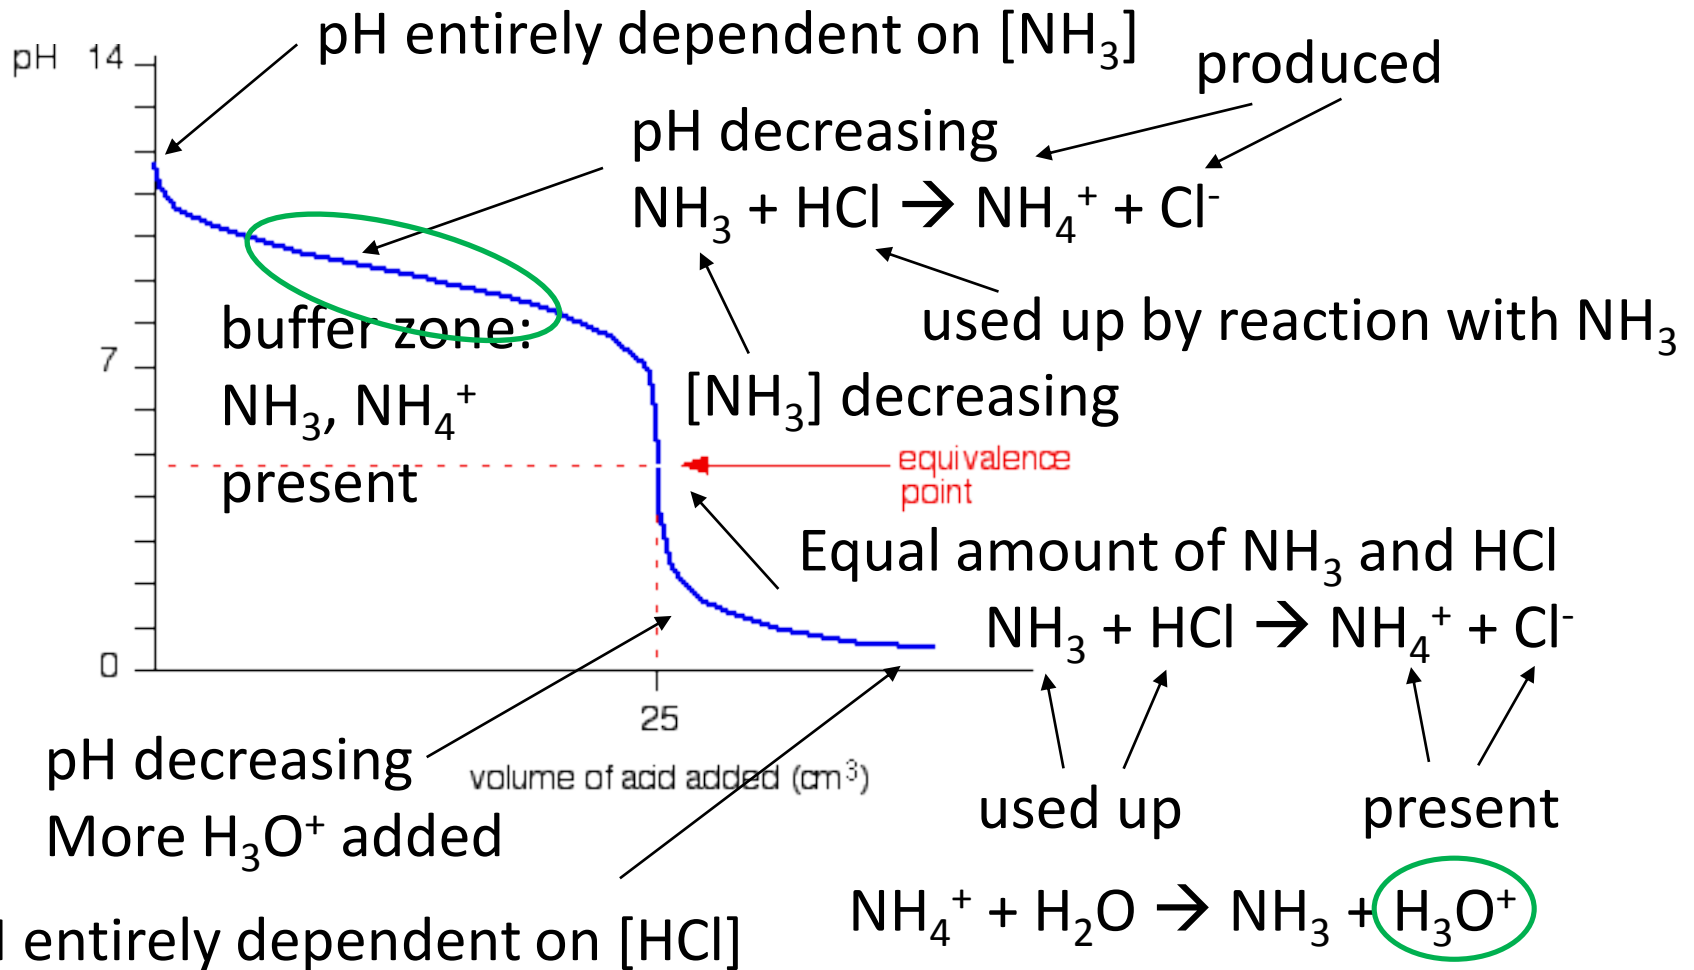 pH entirely dependent on [NH₃]
pH 14
produced
pH decreasing
NH₃ + HCl → NH₄⁺ + Cl⁻
buffer zone:
used up by reaction with NH₃
7
NH₃, NH₄⁺
[NH₃] decreasing
present
equivalence
point
Equal amount of NH₃ and HCl
NH₃ + HCl → NH₄⁺ + Cl⁻
0
25
pH decreasing
volume of acid added (cm³)
More H₃O⁺ added
used up
present
NH₄⁺ + H₂O → NH₃ + H₃O⁺
entirely dependent on [HCl]